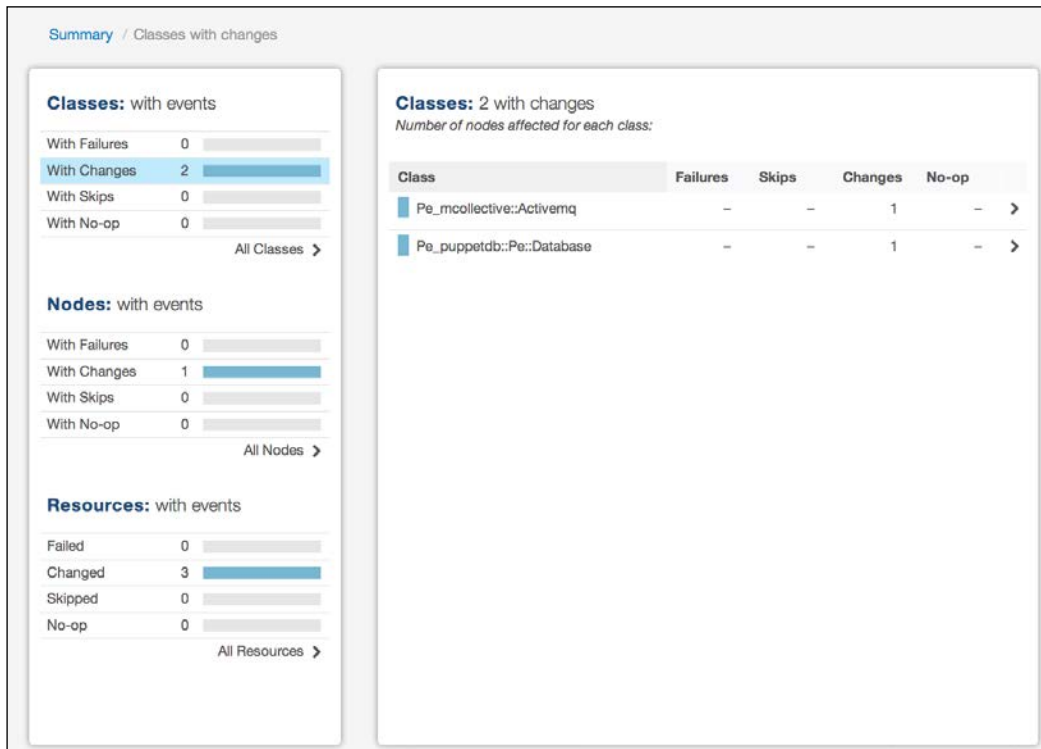 Summary / Classes with changes
Classes: with events
With Failures 0
With Changes 2
With Skips 0
With No-op 0
All Classes
Nodes: with events
With Failures 0
With Changes 1
With Skips 0
With No-op 0
All Nodes
Resources: with events
Failed 0
Changed 3
Skipped 0
No-op 0
All Resources
Classes: 2 with changes
Number of nodes affected for each class:
Class Failures Skips Changes No-op
Pe_mcollective::Activemq – – 1 –
Pe_puppetdb::Pe::Database – – 1 –